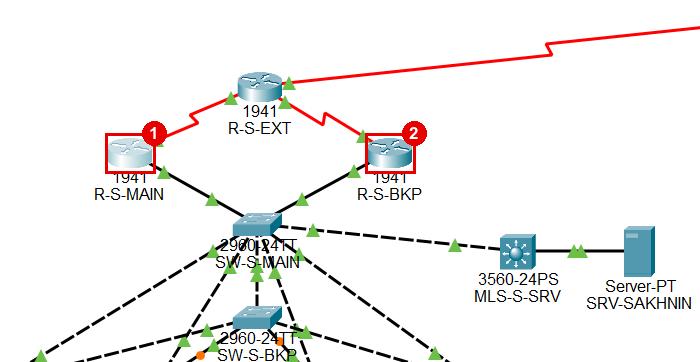 1941
R-S-EXT
1
2
1941
R-S-MAIN
1941
R-S-BKP
2960-24TT
SW-S-MAIN
3560-24PS
MLS-S-SRV
Server-PT
SRV-SAKHNIN
2960-24TT
SW-S-BKP